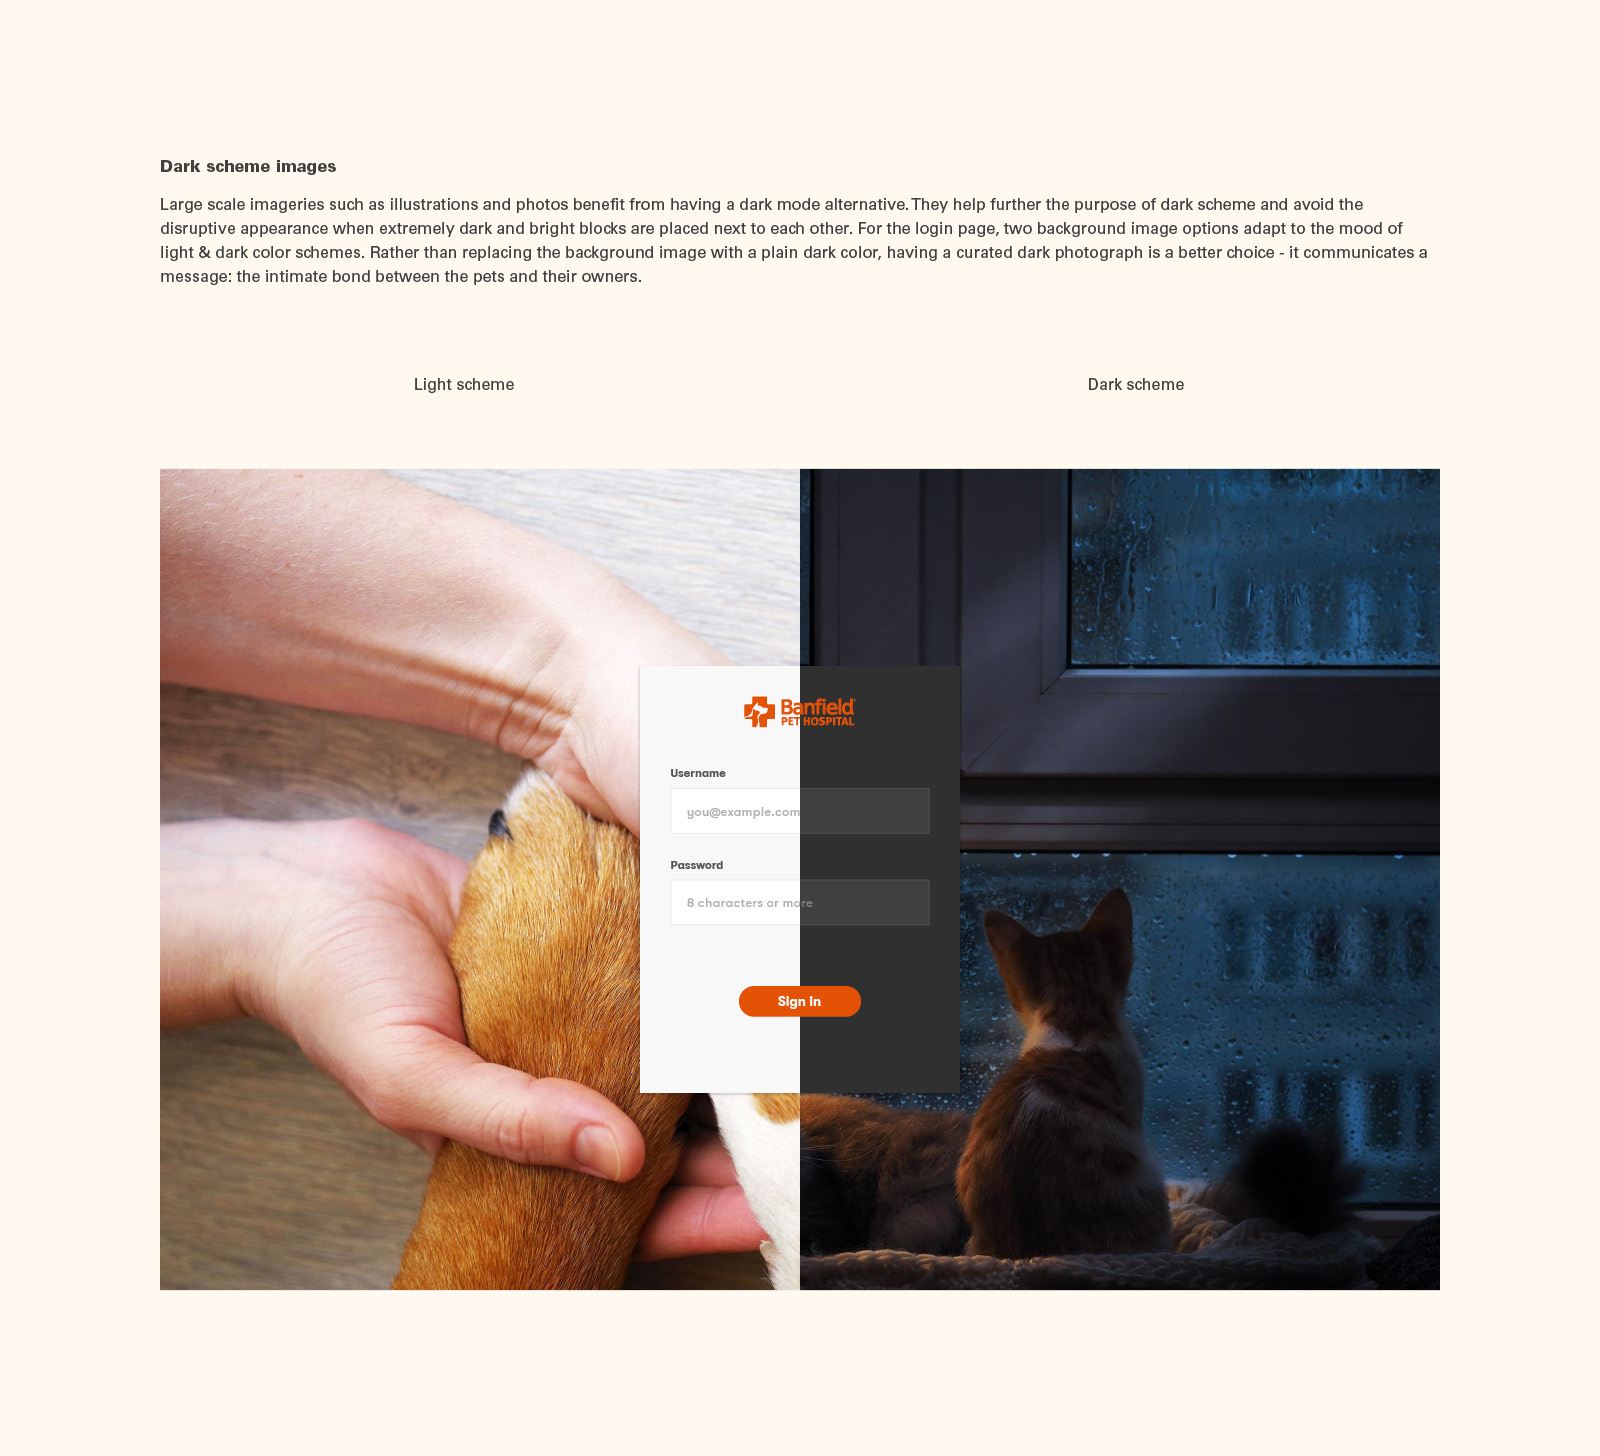 Dark scheme images
Large scale imageries such as illustrations and photos benefit from having a dark mode alternative. They help further the purpose of dark scheme and avoid the
disruptive appearance when extremely dark and bright blocks are placed next to each other. For the login page, two background image options adapt to the mood of
light & dark color schemes. Rather than replacing the background image with a plain dark color, having a curated dark photograph is a better choice - it communicates a
message: the intimate bond between the pets and their owners.
Light scheme
Dark scheme
Banfield
PET HOSPITAL
Username
you@example.com
Password
8 characters or more
Sign in